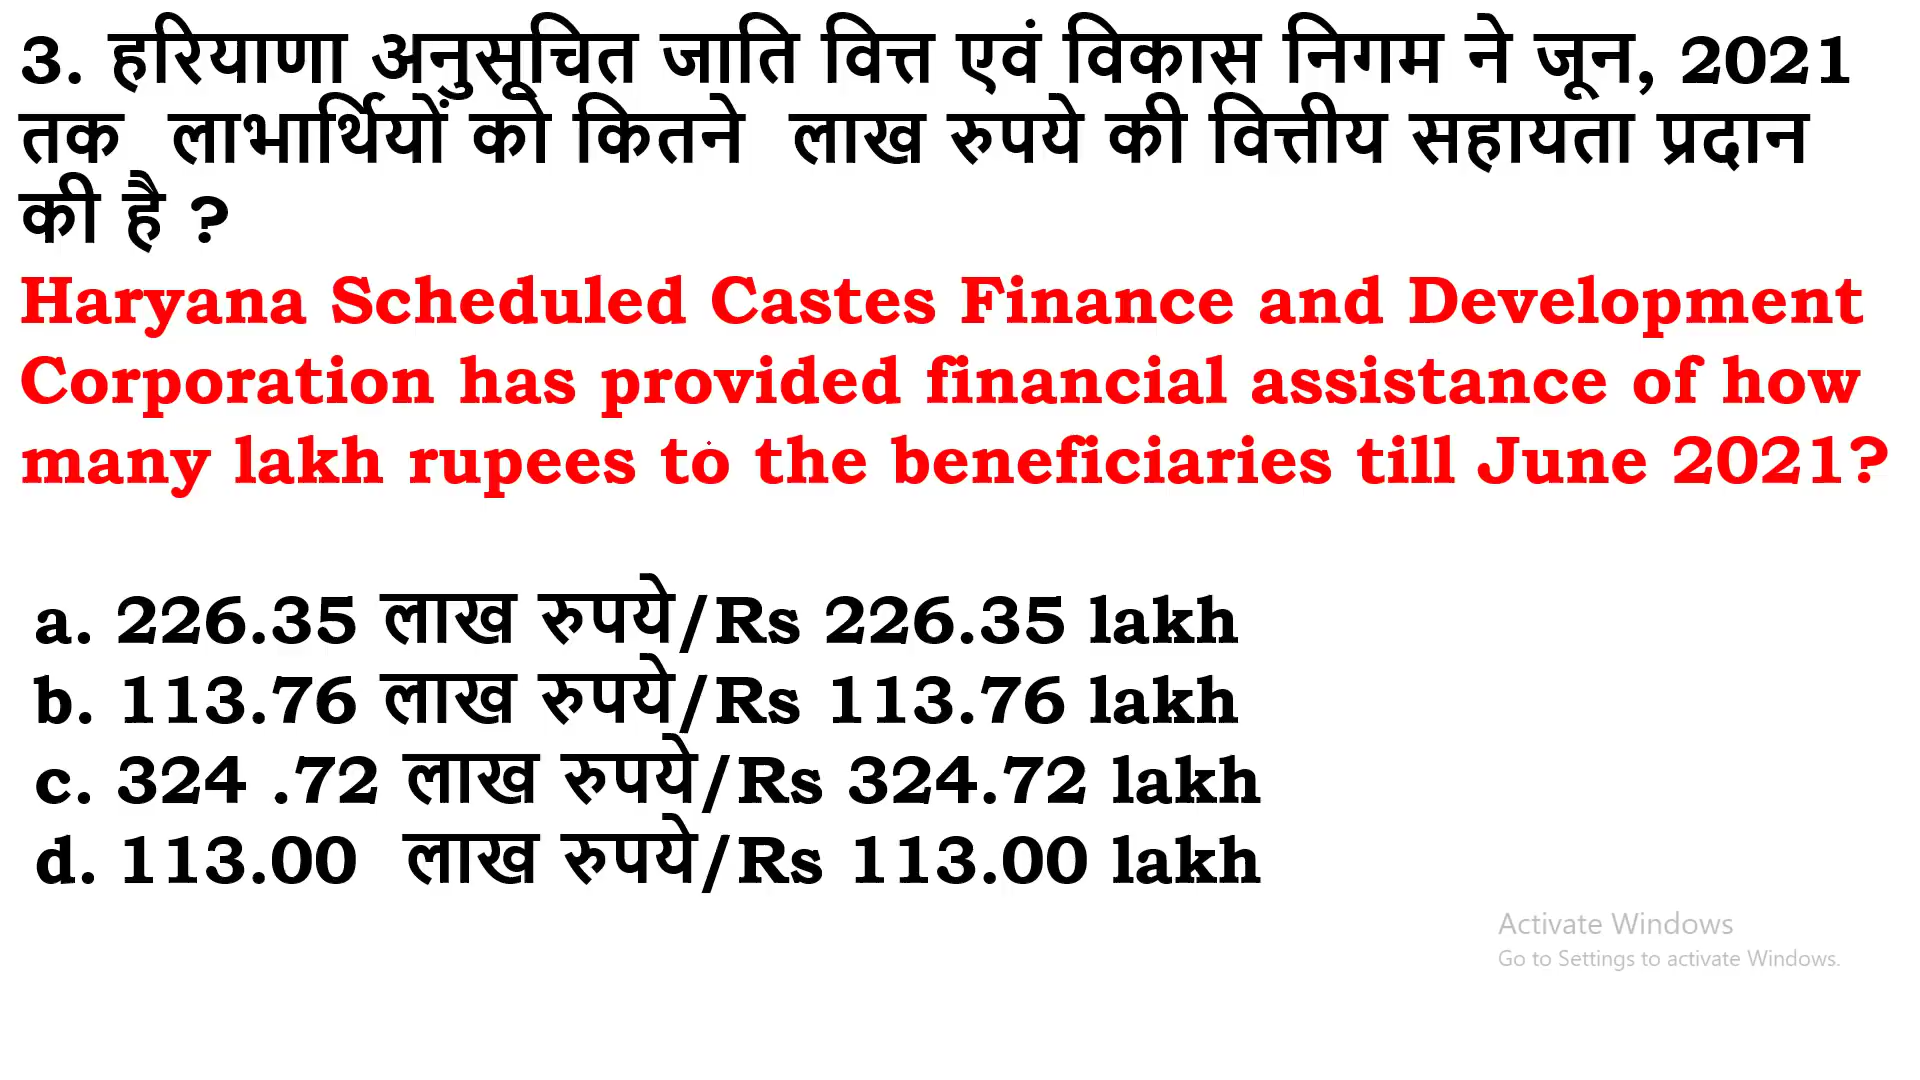 3. हरियाणा अनुसूचित जाति वित्त एवं विकास निगम ने जून, 2021
तक लाभार्थियों को कितने लाख रुपये की वित्तीय सहायता प्रदान
की है ?
Haryana Scheduled Castes Finance and Development
Corporation has provided financial assistance of how
many lakh rupees to the beneficiaries till June 2021?
a. 226.35 लाख रुपये/Rs 226.35 lakh
b. 113.76 लाख रुपये/Rs 113.76 lakh
c. 324 .72 लाख रुपये/Rs 324.72 lakh
d. 113.00 लाख रुपये/Rs 113.00 lakh
Activate Windows
Go to Settings to activate Windows.